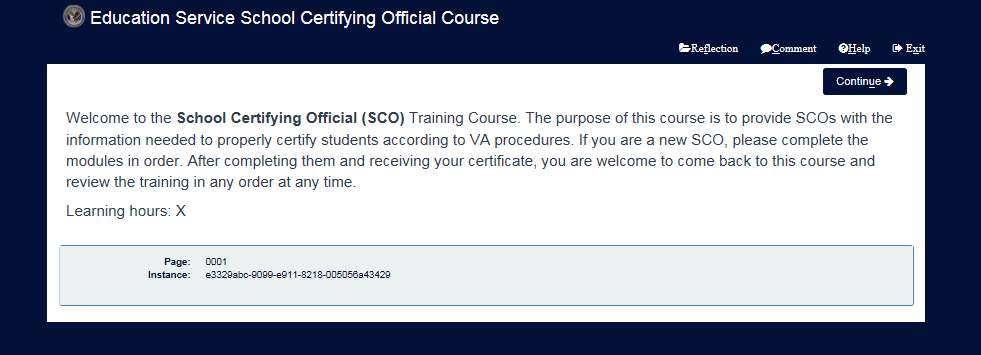 Education Service School Certifying Official Course
Reflection Comment Help Exit
Continue
Welcome to the School Certifying Official (SCO) Training Course. The purpose of this course is to provide SCOs with the
information needed to properly certify students according to VA procedures. If you are a new SCO, please complete the
modules in order. After completing them and receiving your certificate, you are welcome to come back to this course and
review the training in any order at any time.
Learning hours: X
Page: 0001
Instance: e3329abc-9099-e911-8218-005056a43429